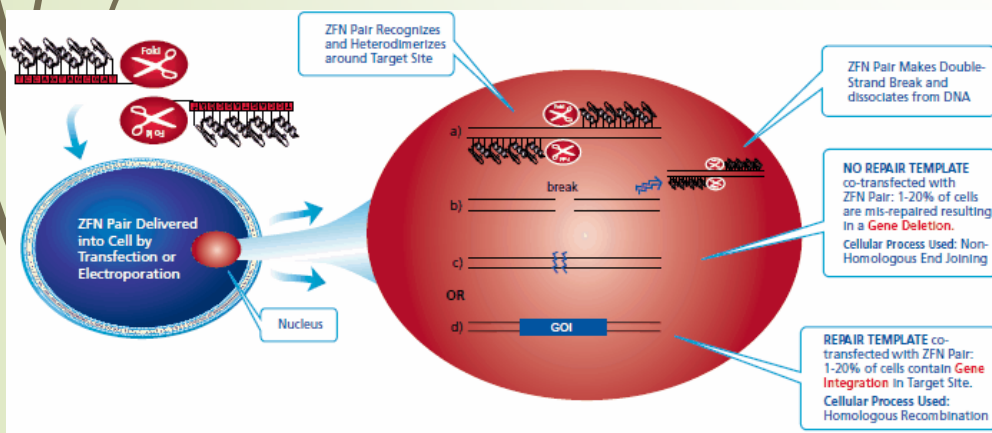 ZFN Pair Recognizes
and Heterodimerizes
around Target Site
FokI
FokI
ZFN Pair Makes Double-
Strand Break and
dissociates from DNA
ZFN Pair Delivered
into Cell by
Transfection or
Electroporation
Nucleus
a)
FokI
FokI
break
b)
c)
OR
d)
GOI
NO REPAIR TEMPLATE
co-transfected with
ZFN Pair: 1-20% of cells
are mis-repaired resulting
in a Gene Deletion.
Cellular Process Used: Non-
Homologous End Joining
REPAIR TEMPLATE co-
transfected with ZFN Pair:
1-20% of cells contain Gene
Integration in Target Site.
Cellular Process Used:
Homologous Recombination